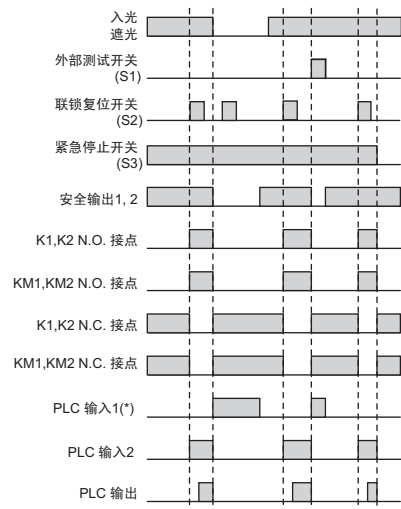 入光
遮光
外部测试开关
(S1)
联锁复位开关
(S2)
紧急停止开关
(S3)
安全输出1, 2
K1,K2 N.O. 接点
KM1,KM2 N.O. 接点
K1,K2 N.C. 接点
KM1,KM2 N.C. 接点
PLC 输入1(*)
PLC 输入2
PLC 输出